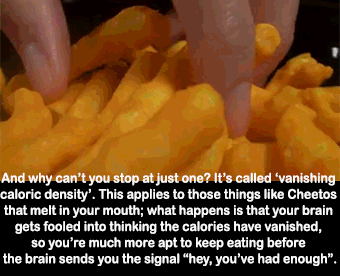 And why can't you stop at just one? It's called 'vanishing
caloric density'. This applies to those things like Cheetos
that melt in your mouth; what happens is that your brain
gets fooled into thinking the calories have vanished,
so you're much more apt to keep eating before
the brain sends you the signal "hey, you've had enough".